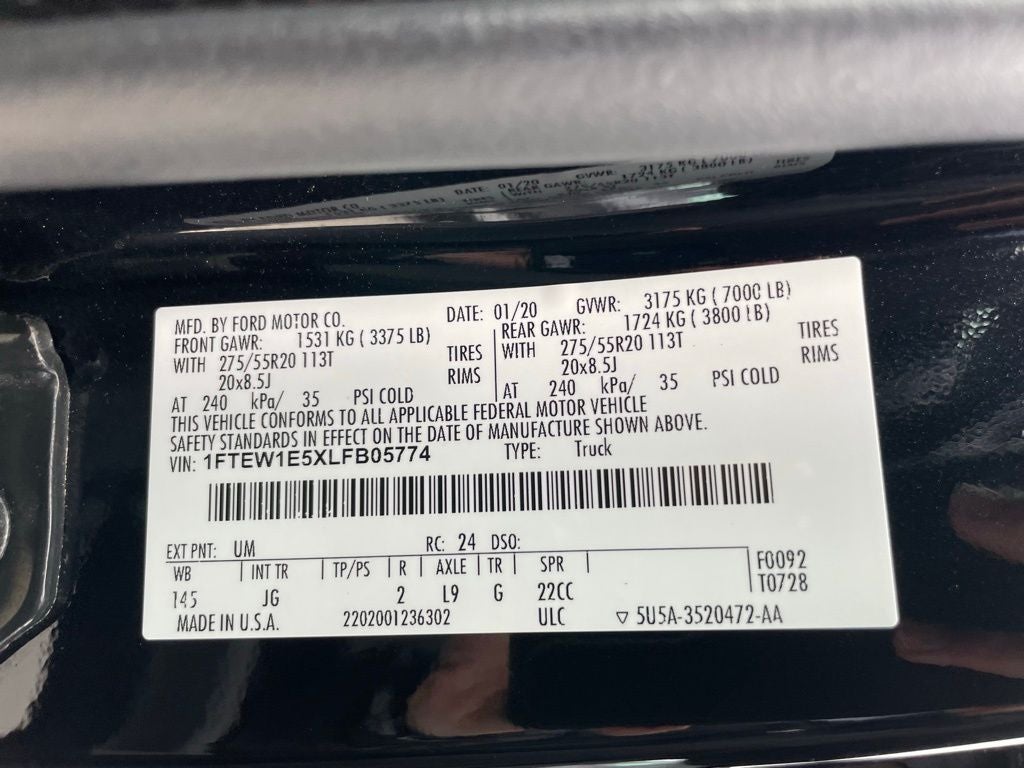 MFD. BY FORD MOTOR CO. DATE: 01/20 GVWR: 3175 KG ( 7000 LB)
FRONT GAWR: 1531 KG ( 3375 LB) REAR GAWR: 1724 KG ( 3800 LB)
WITH 275/55R20 113T TIRES WITH 275/55R20 113T TIRES
20x8.5J RIMS 20x8.5J RIMS
AT 240 kPa/ 35 PSI COLD AT 240 kPa/ 35 PSI COLD
THIS VEHICLE CONFORMS TO ALL APPLICABLE FEDERAL MOTOR VEHICLE
SAFETY STANDARDS IN EFFECT ON THE DATE OF MANUFACTURE SHOWN ABOVE.
VIN: 1FTEW1E5XLFB05774 TYPE: Truck
EXT PNT: UM RC: 24 DSO:
WB INT TR TP/PS R AXLE TR SPR F0092
145 JG 2 L9 G 22CC T0728
MADE IN U.S.A. 2202001236302 ULC ▽ 5U5A-3520472-AA